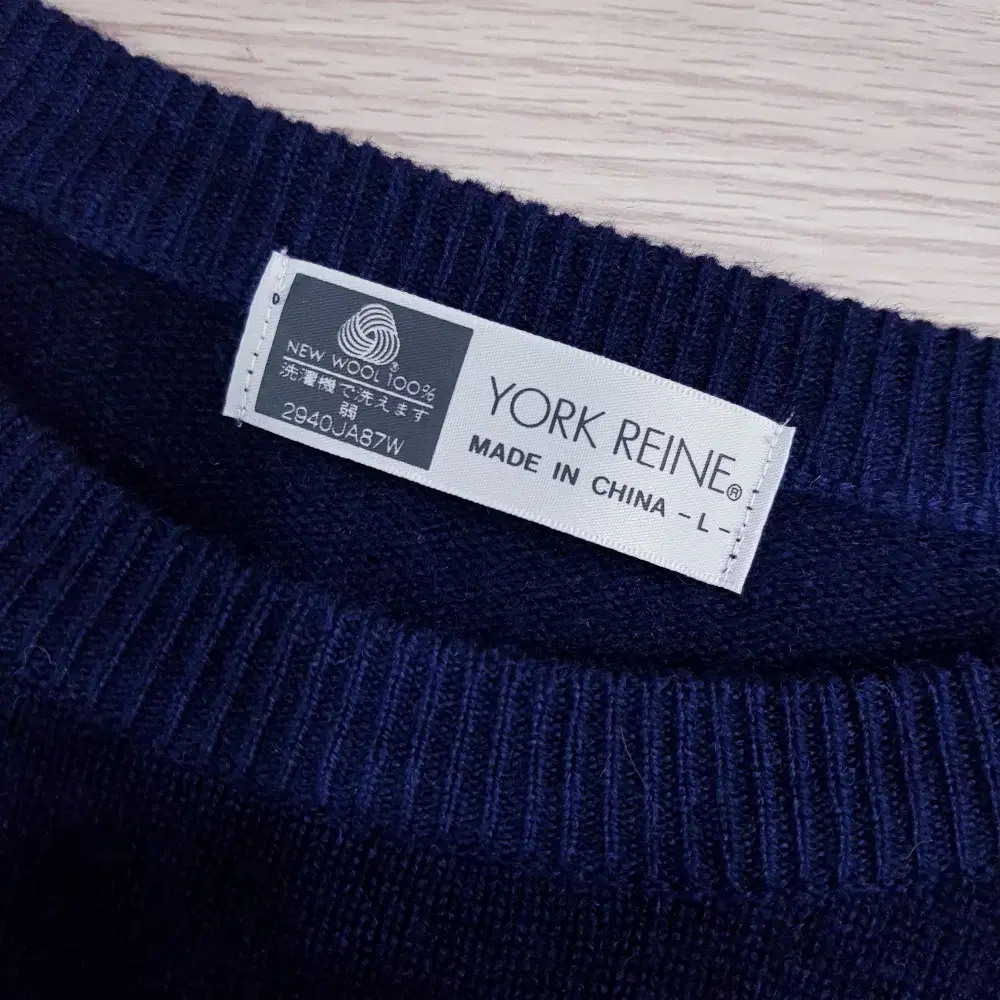 ®
NEW WOOL 100%
洗濯機で洗えます
弱
2940JA87W
YORK REINE®
MADE IN CHINA - L -